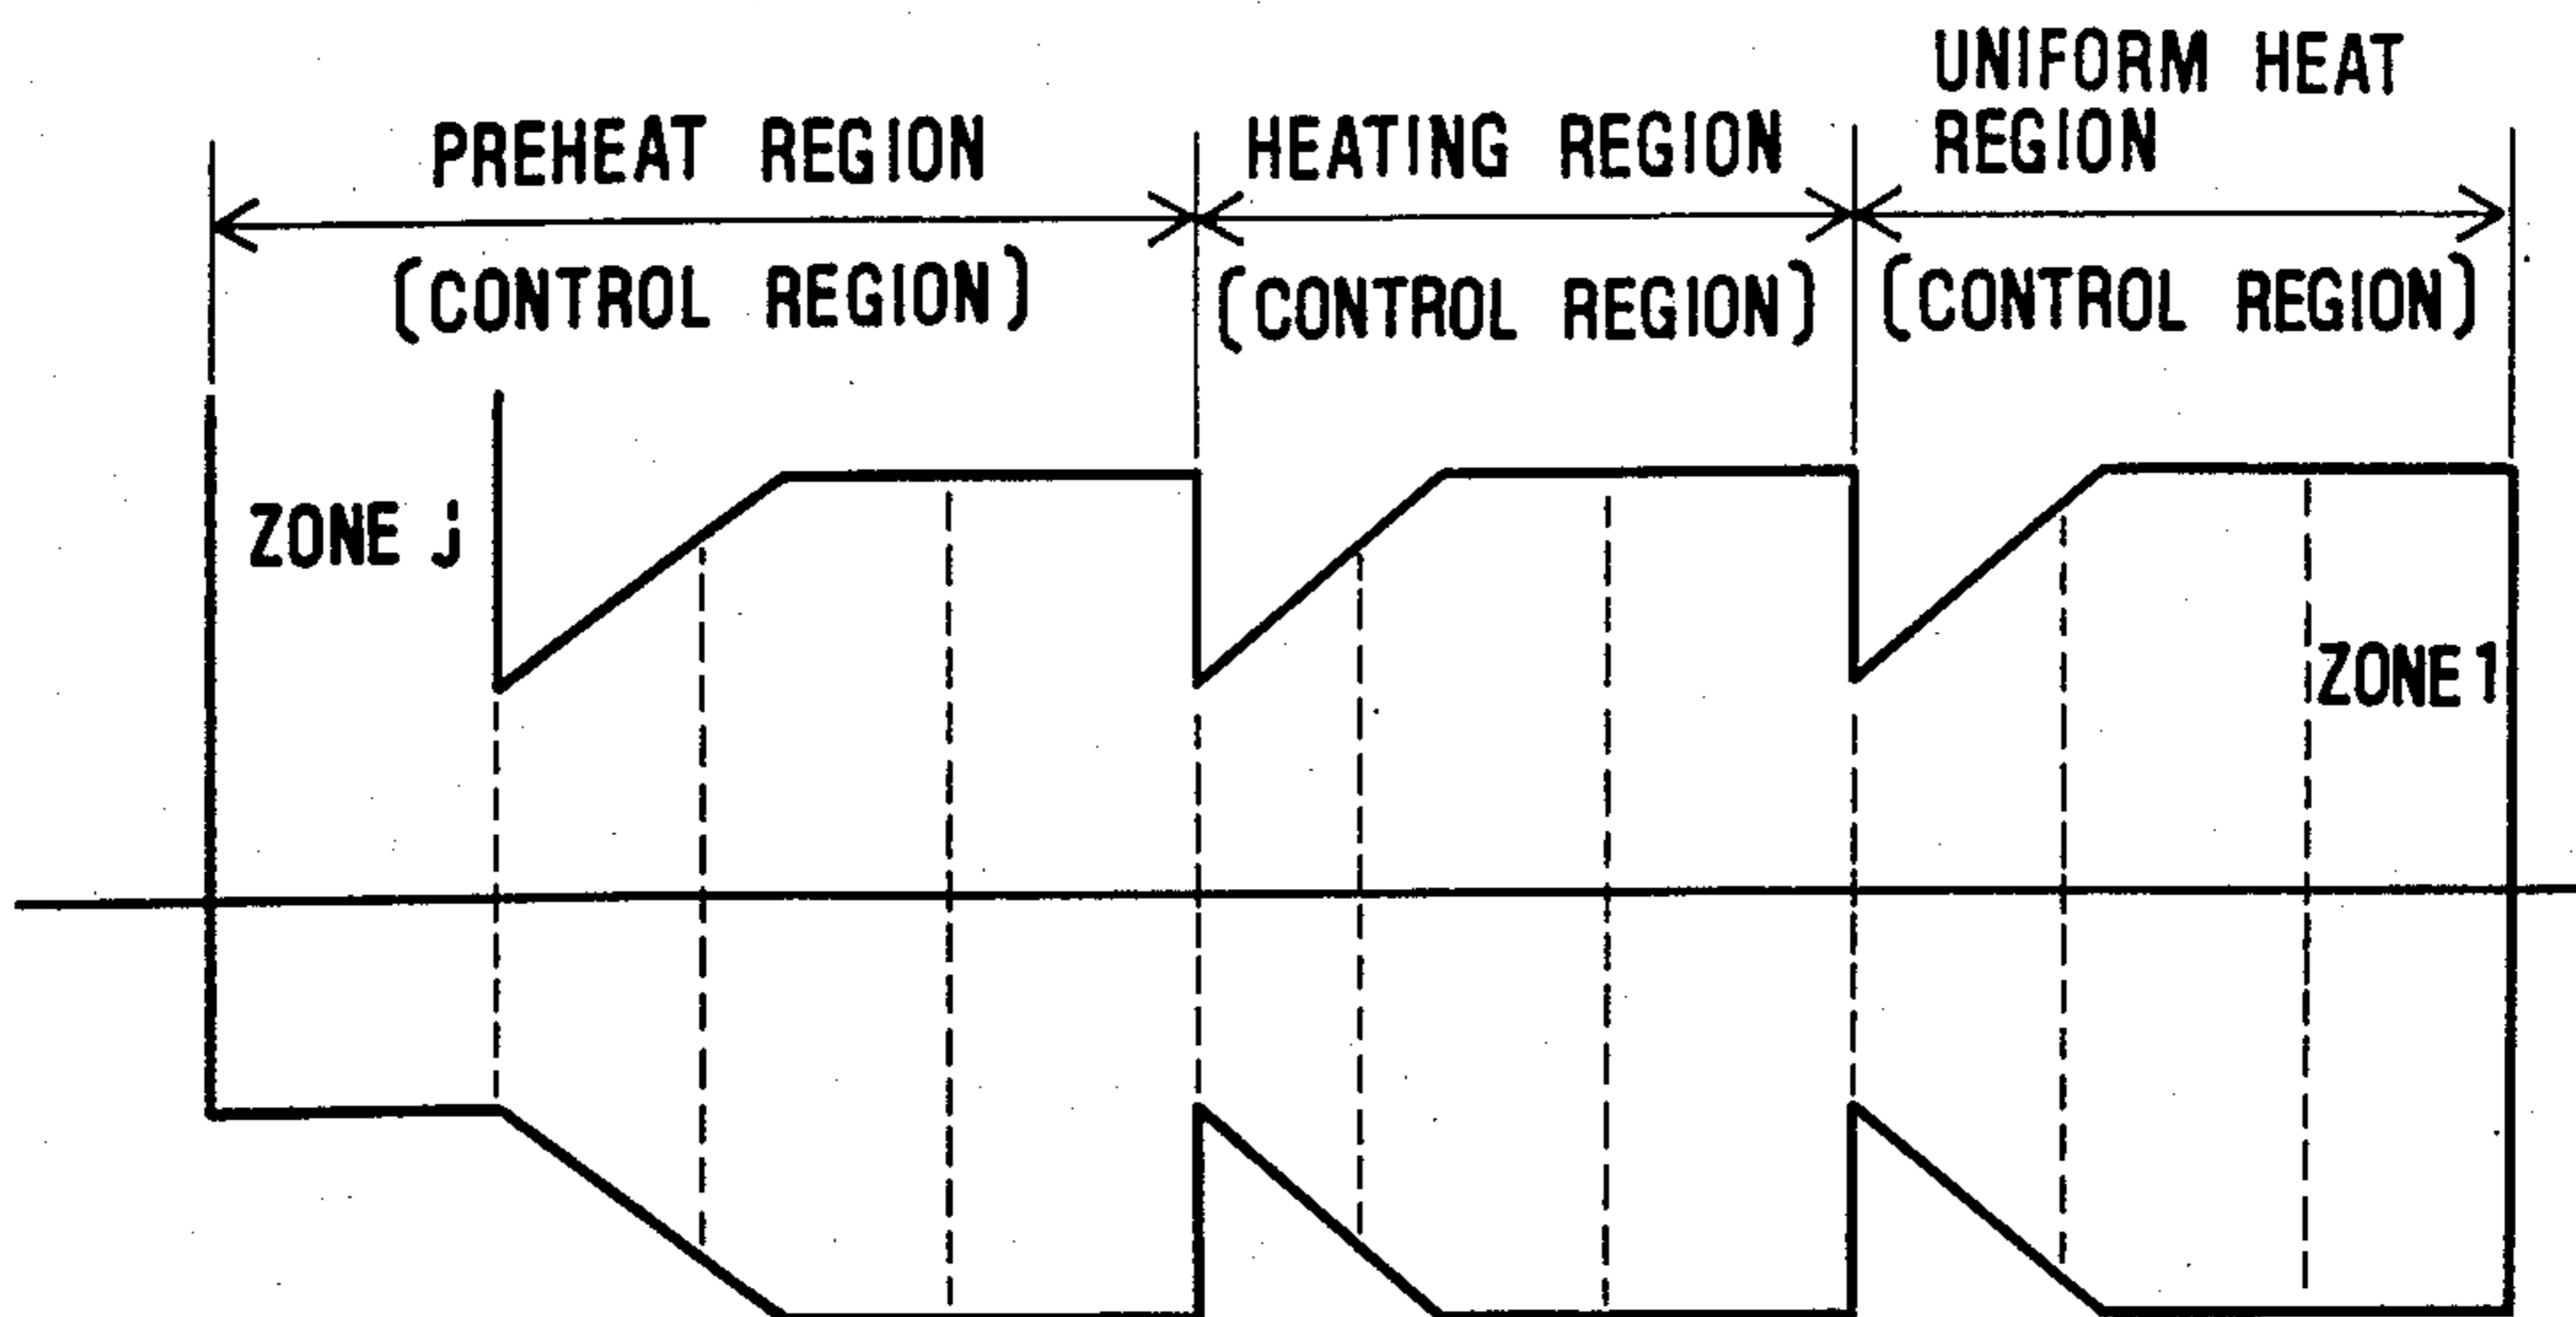 PREHEAT REGION
(CONTROL REGION)
HEATING REGION
(CONTROL REGION)
UNIFORM HEAT
REGION
(CONTROL REGION)
ZONE j
ZONE 1